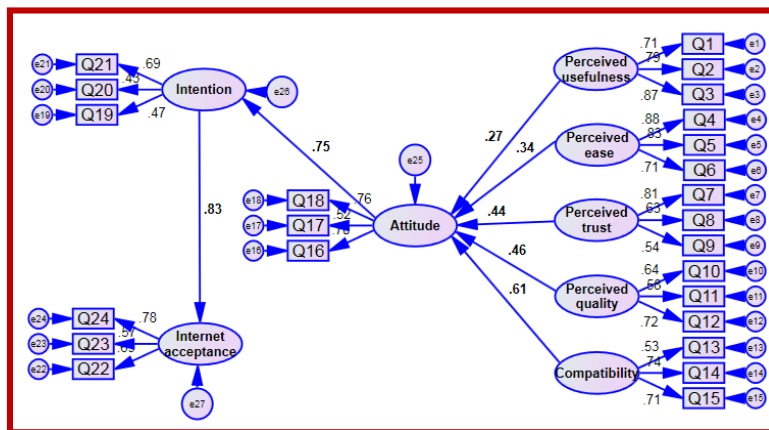 e21
Q21
.69
e20
Q20
.43
e19
Q19
.47
Intention
e26
.75
.83
e25
e18
Q18
.76
e17
Q17
.52
e16
Q16
Attitude
e24
Q24
.78
e23
Q23
.57
e22
Q22
Internet
acceptance
e27
.27
.34
.44
.46
.61
Perceived
usefulness
.71
Q1
e1
.79
Q2
e2
.87
Q3
e3
Perceived
ease
.88
Q4
e4
.83
Q5
e5
.71
Q6
e6
Perceived
trust
.81
Q7
e7
.63
Q8
e8
.54
Q9
e9
Perceived
quality
.64
Q10
e10
Q11
e11
.72
Q12
e12
Compatibility
.53
Q13
e13
.74
Q14
e14
.71
Q15
e15